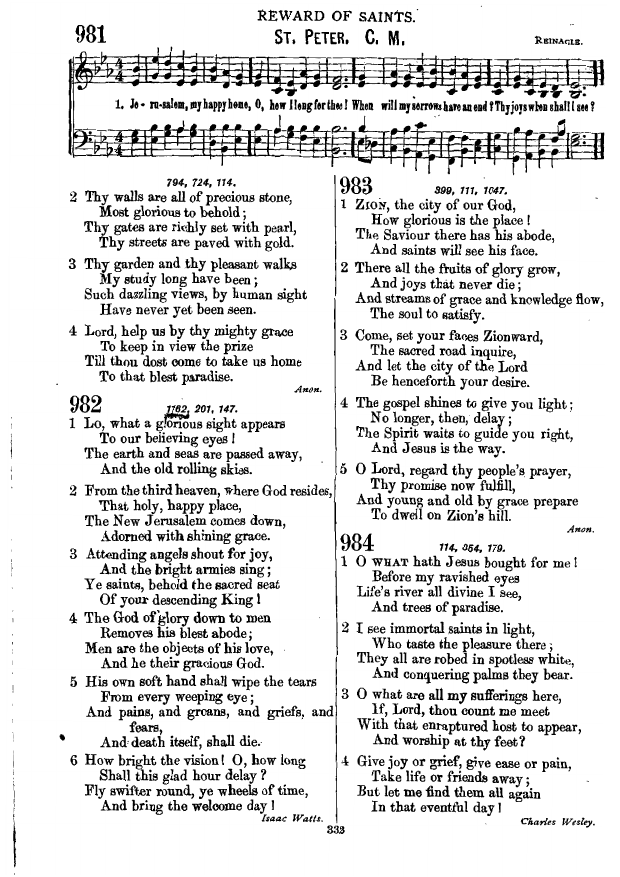 REWARD OF SAINTS.
981
ST. PETER. C. M.
REINAGLE.
1. Je - ru-salem, my happy home, O, how I long for thee! When will my sorrows have an end? Thy joys when shall I see?
794, 724, 114.
2 Thy walls are all of precious stone,
Most glorious to behold;
Thy gates are richly set with pearl,
Thy streets are paved with gold.
3 Thy garden and thy pleasant walks
My study long have been;
Such dazzling views, by human sight
Have never yet been seen.
4 Lord, help us by thy mighty grace
To keep in view the prize
Till thou dost come to take us home
To that blest paradise.
Anon.
982
1162, 201, 147.
1 Lo, what a glorious sight appears
To our believing eyes!
The earth and seas are passed away,
And the old rolling skies.
2 From the third heaven, where God resides,
That holy, happy place,
The New Jerusalem comes down,
Adorned with shining grace.
3 Attending angels shout for joy,
And the bright armies sing;
Ye saints, behold the sacred seat
Of your descending King!
4 The God of glory down to men
Removes his blest abode;
Men are the objects of his love,
And he their gracious God.
5 His own soft hand shall wipe the tears
From every weeping eye;
And pains, and groans, and griefs, and
fears,
And death itself, shall die.
6 How bright the vision! O, how long
Shall this glad hour delay?
Fly swifter round, ye wheels of time,
And bring the welcome day!
Isaac Watts.
983
399, 111, 1047.
1 ZION, the city of our God,
How glorious is the place!
The Saviour there has his abode,
And saints will see his face.
2 There all the fruits of glory grow,
And joys that never die;
And streams of grace and knowledge flow,
The soul to satisfy.
3 Come, set your faces Zionward,
The sacred road inquire,
And let the city of the Lord
Be henceforth your desire.
4 The gospel shines to give you light;
No longer, then, delay;
The Spirit waits to guide you right,
And Jesus is the way.
5 O Lord, regard thy people's prayer,
Thy promise now fulfill,
And young and old by grace prepare
To dwell on Zion's hill.
Anon.
984
114, 354, 179.
1 O WHAT hath Jesus bought for me!
Before my ravished eyes
Life's river all divine I see,
And trees of paradise.
2 I see immortal saints in light,
Who taste the pleasure there;
They all are robed in spotless white,
And conquering palms they bear.
3 O what are all my sufferings here,
If, Lord, thou count me meet
With that enraptured host to appear,
And worship at thy feet?
4 Give joy or grief, give ease or pain,
Take life or friends away;
But let me find them all again
In that eventful day!
Charles Wesley.
333